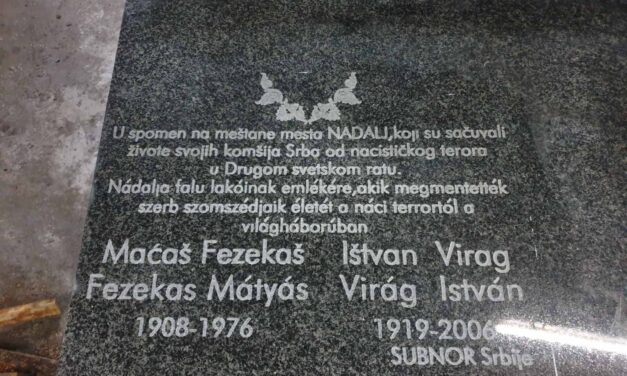 U spomen na meštane mesta NADALJ,koji su sačuvali
živote svojih komšija Srba od nacističkog terora
u Drugom svetskom ratu.
Nádalja falu lakóinak emlékére,akik megmentették
szerb szomszédjaik életét a náci terrortól a
világháborúban
Maćaš Fezekaš Ištvan Virag
Fezekas Mátyás Virág István
1908-1976 1919-2006
SUBNOR Srbije